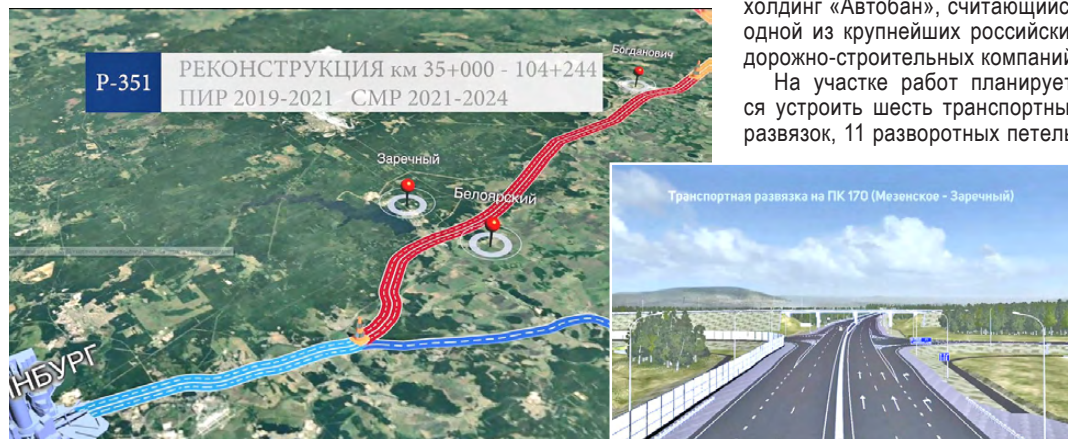 Р-351
РЕКОНСТРУКЦИЯ км 35+000 - 104+244
ПИР 2019-2021 СМР 2021-2024
Богданович
Заречный
Белоярский
НБУРГ
холдинг «Автобан», считающийс
одной из крупнейших российски
дорожно-строительных компаний
На участке работ планирует
ся устроить шесть транспортны
развязок, 11 разворотных петель
Транспортная развязка на ПК 170 (Мезенское - Заречный)